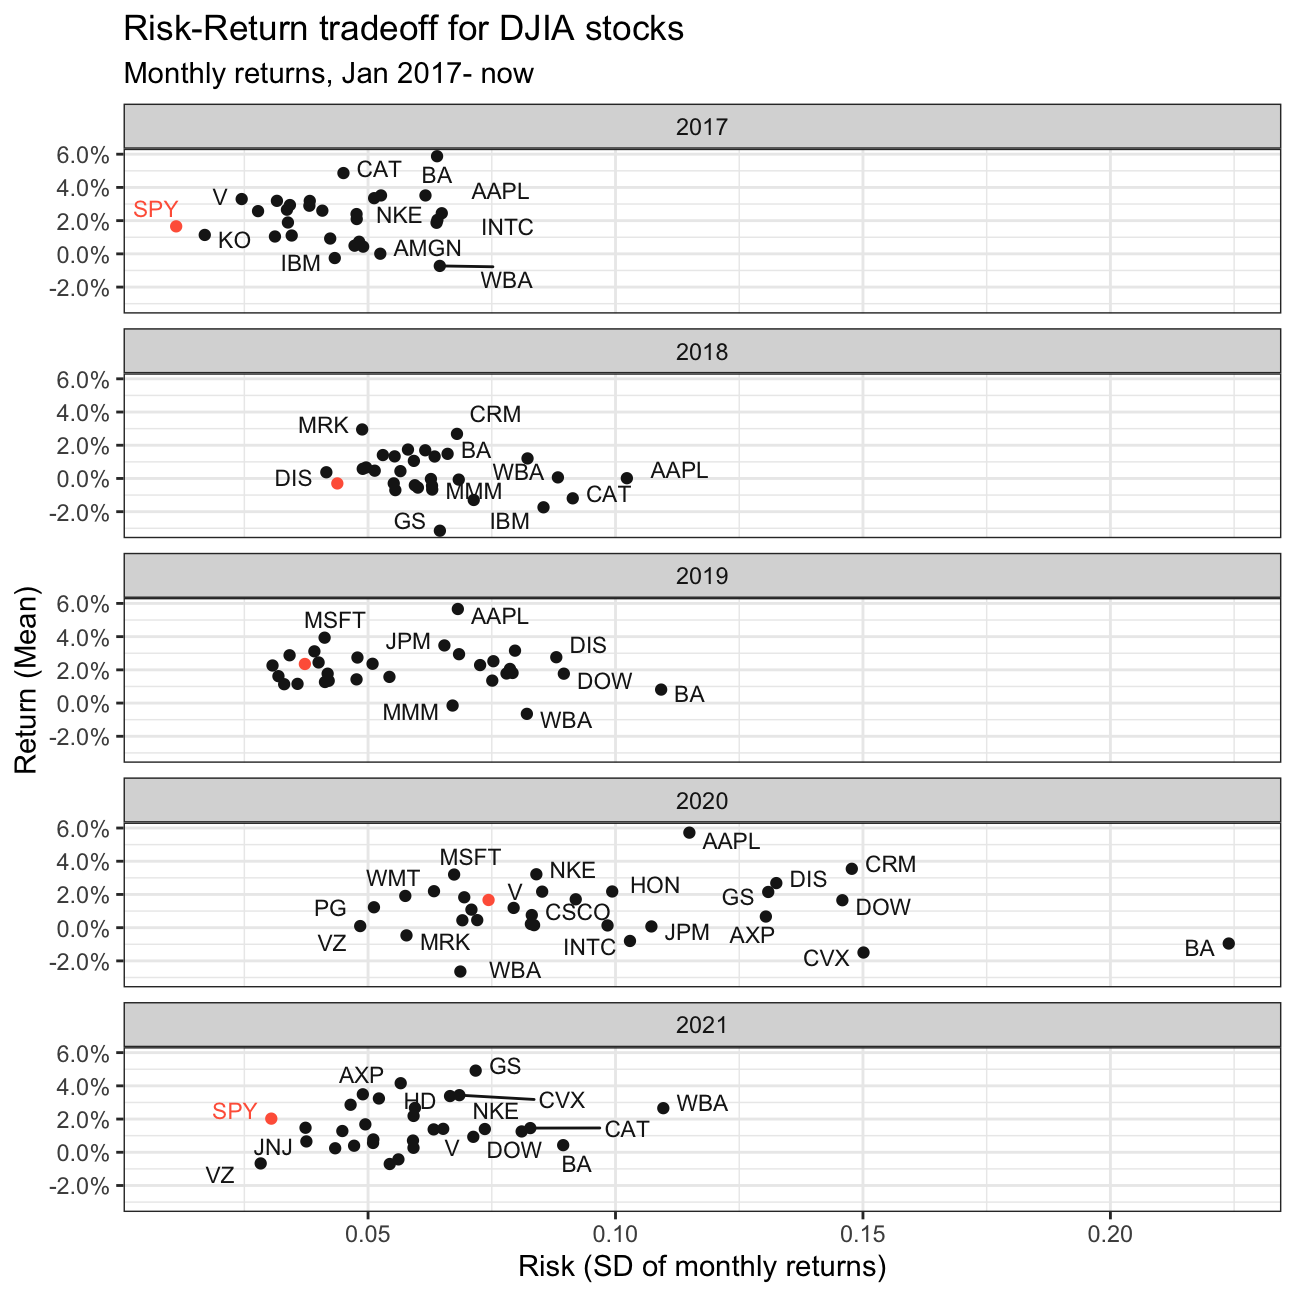 Risk-Return tradeoff for DJIA stocks
Monthly returns, Jan 2017- now
Return (Mean)
2017
6.0%
4.0%
2.0%
0.0%
-2.0%
CAT
BA
V
AAPL
SPY
NKE
KO
INTC
AMGN
IBM
WBA
2018
6.0%
4.0%
2.0%
0.0%
-2.0%
CRM
MRK
BA
DIS
WBA
AAPL
MMM
CAT
GS
IBM
2019
6.0%
4.0%
2.0%
0.0%
-2.0%
MSFT
AAPL
JPM
DIS
DOW
BA
MMM
WBA
2020
6.0%
4.0%
2.0%
0.0%
-2.0%
AAPL
MSFT
NKE
CRM
WMT
HON
DIS
V
GS
PG
CSCO
DOW
VZ
MRK
INTC
JPM
AXP
CVX
BA
WBA
2021
6.0%
4.0%
2.0%
0.0%
-2.0%
GS
AXP
HD
CVX
SPY
NKE
WBA
CAT
JNJ
V
DOW
BA
VZ
0.05
0.10
0.15
0.20
Risk (SD of monthly returns)